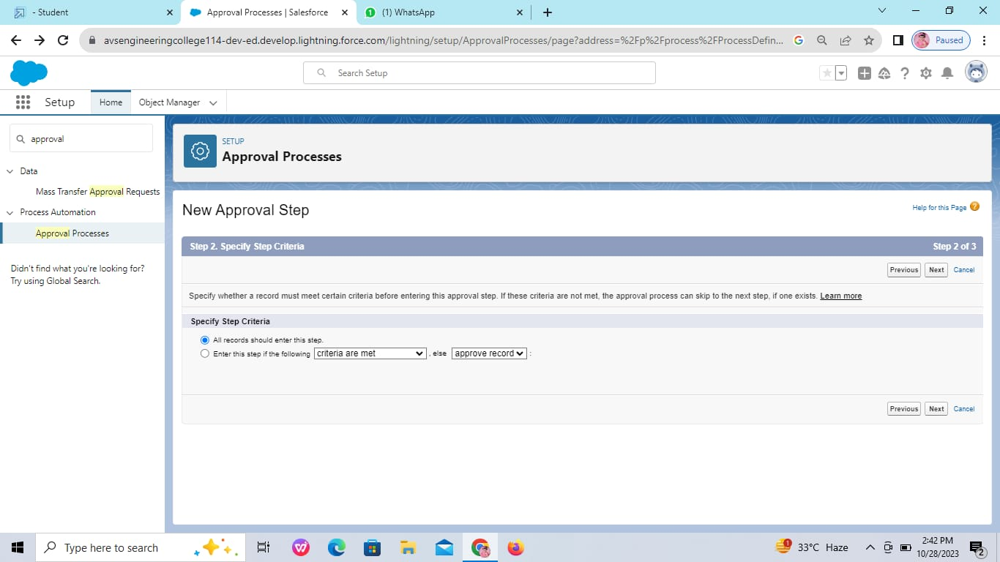 - Student
Approval Processes | Salesforce
1
(1) WhatsApp
avsengineeringcollege114-dev-ed.develop.lightning.force.com/lightning/setup/ApprovalProcesses/page?address=%2Fp%2Fprocess%2FProcessDefin...
G
Paused
Search Setup
Setup
Home
Object Manager
approval
Data
Mass Transfer Approval Requests
Process Automation
Approval Processes
Didn't find what you're looking for?
Try using Global Search.
SETUP
Approval Processes
New Approval Step
Help for this Page ?
Step 2. Specify Step Criteria
Step 2 of 3
Previous Next Cancel
Specify whether a record must meet certain criteria before entering this approval step. If these criteria are not met, the approval process can skip to the next step, if one exists. Learn more
Specify Step Criteria
All records should enter this step.
Enter this step if the following criteria are met , else approve record :
Previous Next Cancel
Type here to search
1
33°C Haze
2:42 PM
10/28/2023
2